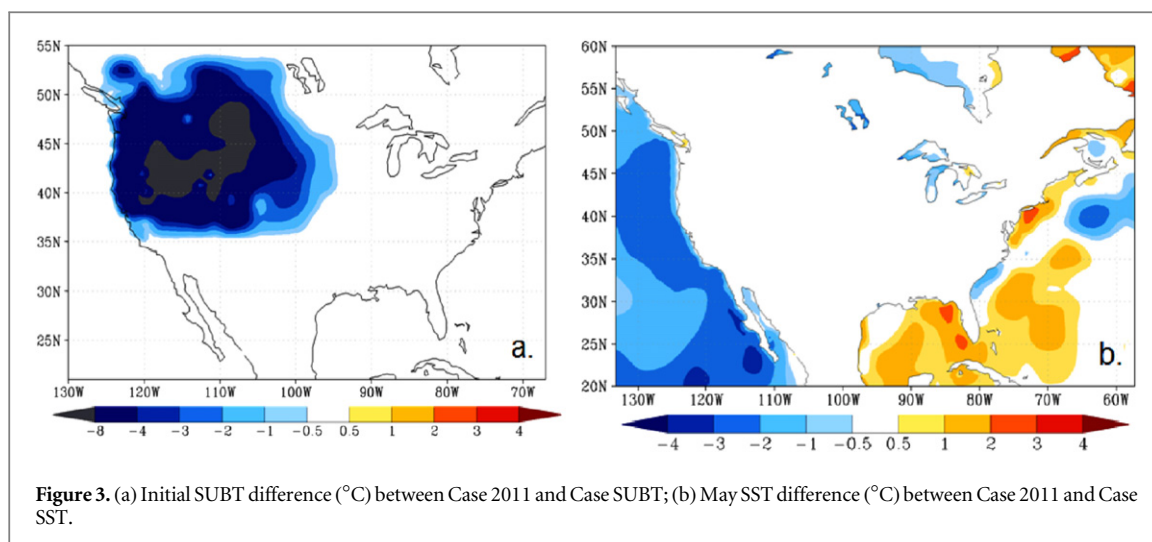 55N
50N
45N
40N
35N
30N
25N
130W 120W 110W 100W 90W 80W 70W
a.
-8 -4 -3 -2 -1 -0.5 0.5 1 2 3 4
60N
55N
50N
45N
40N
35N
30N
25N
20N
130W 120W 110W 100W 90W 80W 70W 60W
b.
-4 -3 -2 -1 -0.5 0.5 1 2 3 4
Figure 3. (a) Initial SUBT difference (°C) between Case 2011 and Case SUBT; (b) May SST difference (°C) between Case 2011 and Case
SST.